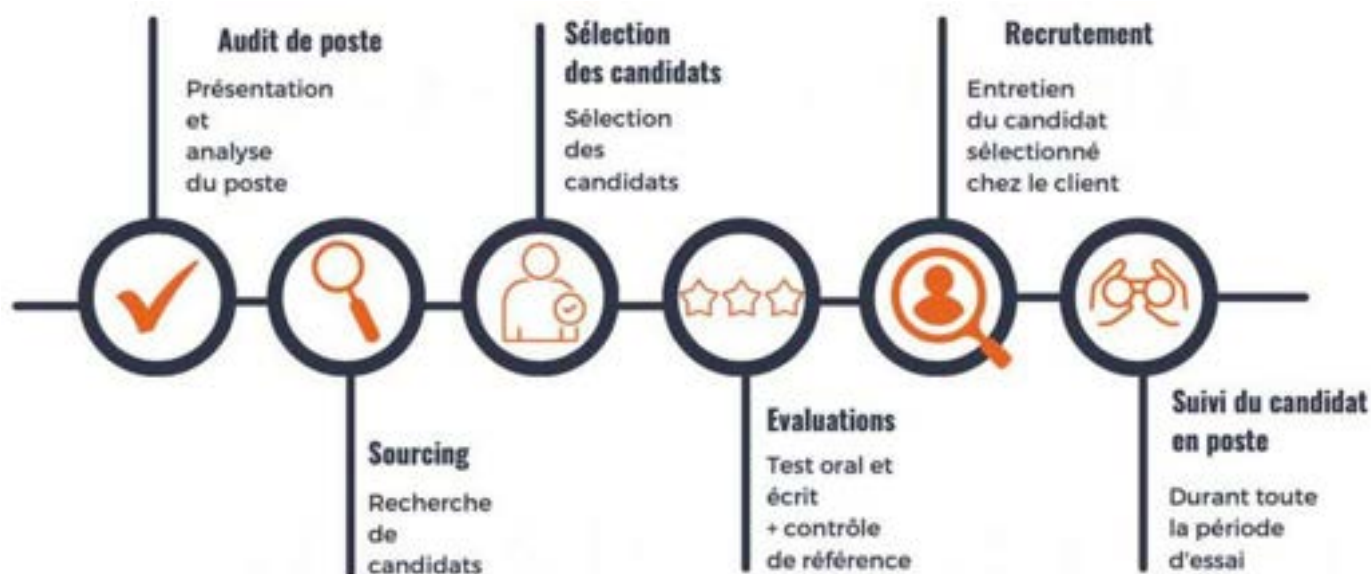 Audit de poste
Présentation
et
analyse
du poste
Sourcing
Recherche
de
candidats
Sélection
des candidats
Sélection
des
candidats
Evaluations
Test oral et
écrit
+ contrôle
de référence
Recrutement
Entretien
du candidat
sélectionné
chez le client
Suivi du candidat
en poste
Durant toute
la période
d'essai